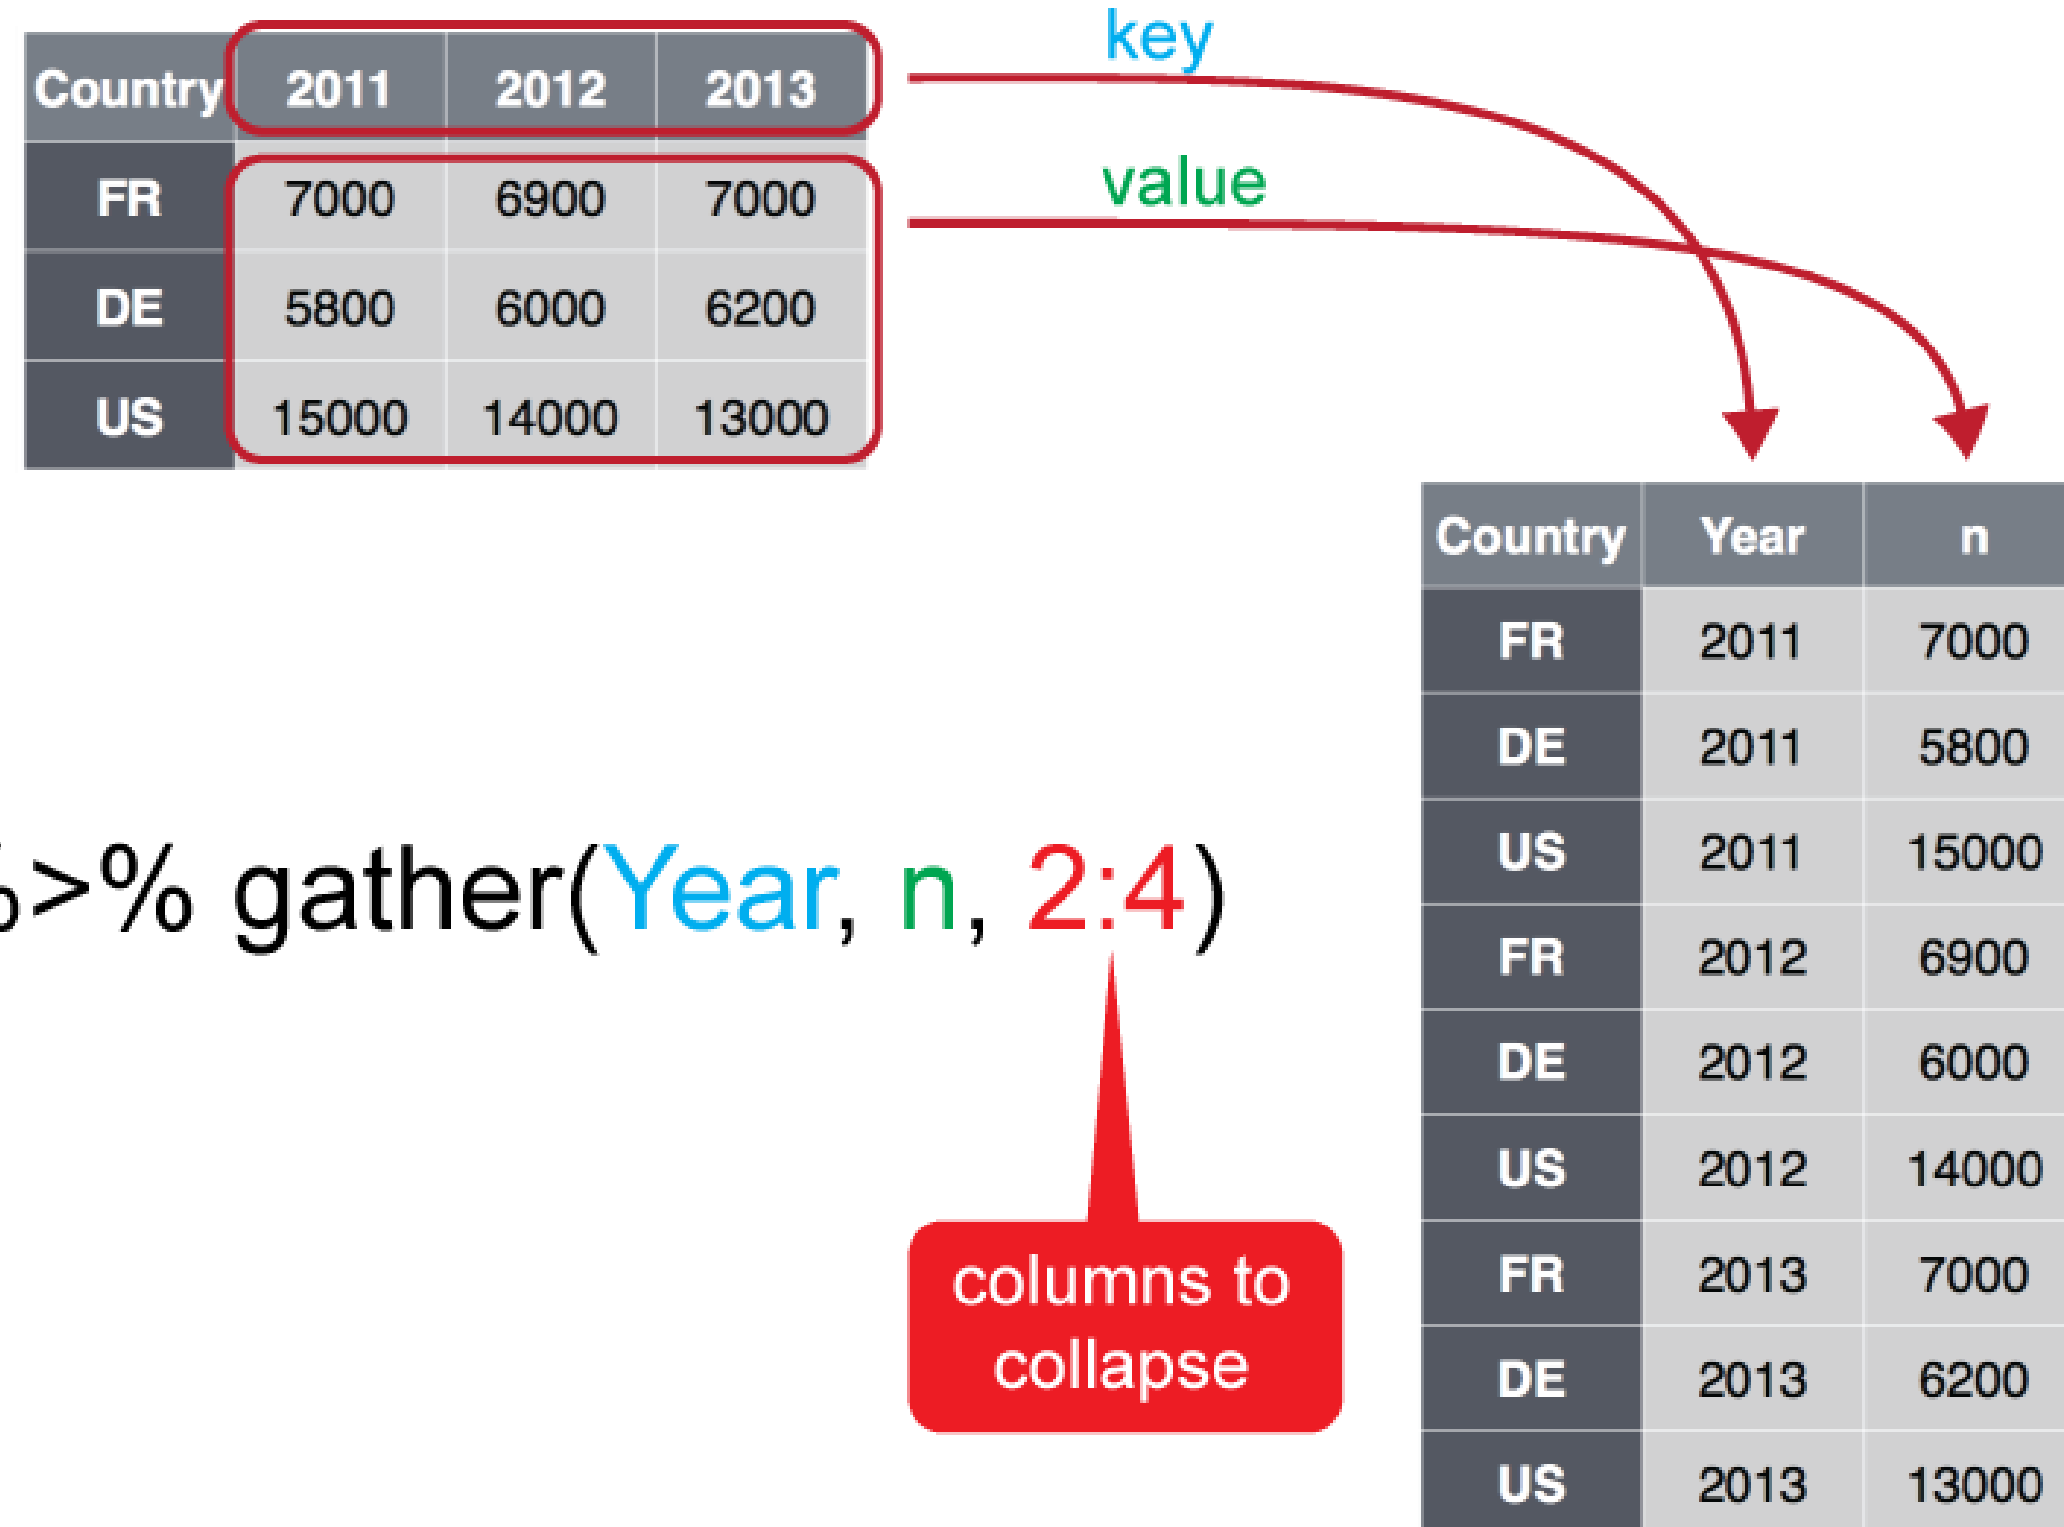 Country 2011 2012 2013
FR 7000 6900 7000
DE 5800 6000 6200
US 15000 14000 13000
key
value
Country Year n
FR 2011 7000
DE 2011 5800
US 2011 15000
FR 2012 6900
DE 2012 6000
US 2012 14000
FR 2013 7000
DE 2013 6200
US 2013 13000
%>% gather(Year, n, 2:4)
columns to
collapse